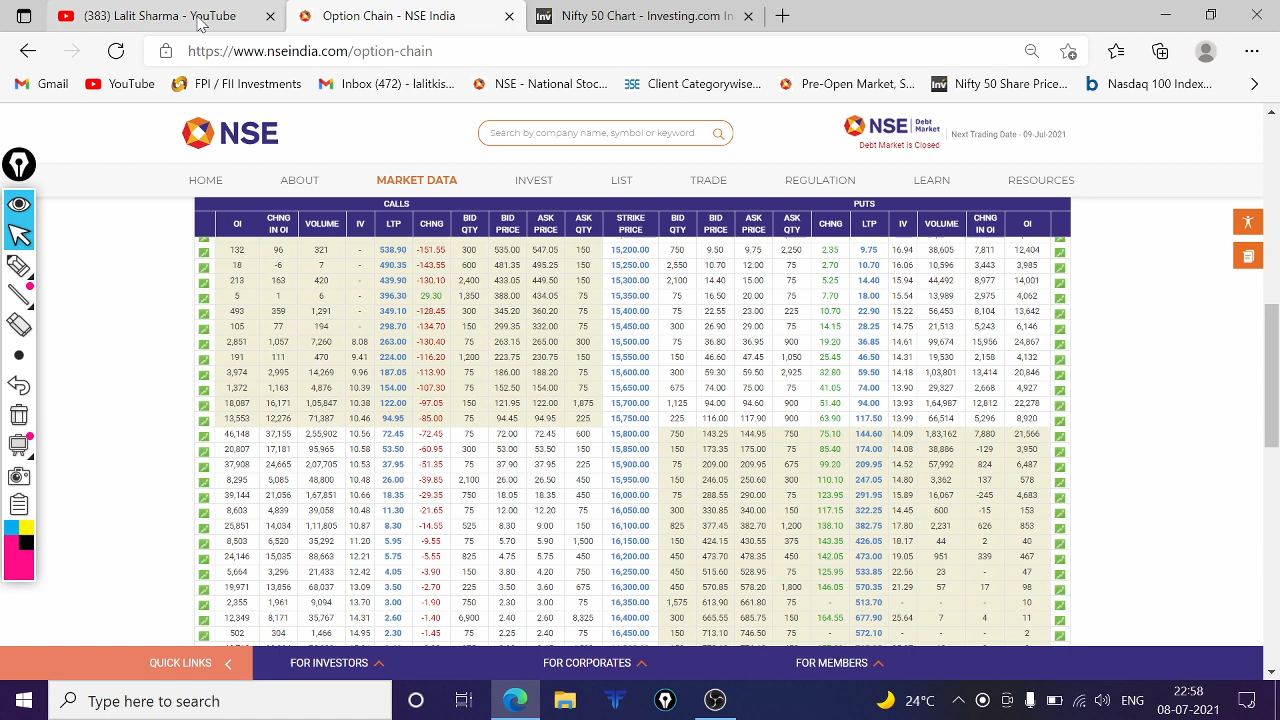 (383) Lalit Sharma - YouTube
https://www.nseindia.com/option-chain
Gmail YouTube FPI / FII Investments Inbox (472) - lalitkis... NSE - National Stoc... Client Categorywise... Pre-Open Market, S... Nifty 50 Share Price... Nasdaq 100 Index...
NSE
Search by company name, symbol or keyword
NSE Debt Market
Debt Market is Closed
Next Trading Date - 09-Jul-2021
HOME ABOUT MARKET DATA INVEST LIST TRADE REGULATION LEARN RESOURCES
CALLS PUTS
OI CHNG IN OI VOLUME IV LTP CHNG BID QTY BID PRICE ASK PRICE ASK QTY STRIKE PRICE BID QTY BID PRICE ASK PRICE ASK QTY CHNG LTP IV VOLUME CHNG IN OI OI
132 96 321 - 538.90 -151.55 300 535.00 547.05 150 15,200.00 750 9.50 9.75 2,250 2.35 9.75 16.94 38,605 7,811 12,404
18 -6 7 - 490.35 -143.55 600 481.35 495.85 150 15,250.00 2,550 10.70 12.00 75 2.70 10.70 16.06 10,596 3,443 3,985
213 163 420 - 439.90 -130.10 2,400 433.05 449.50 150 15,300.00 2,100 14.40 15.00 75 5.25 14.40 15.94 44,492 8,977 14,001
5 1 6 - 396.30 29.30 1,350 388.00 434.05 75 15,350.00 75 16.50 20.00 75 7.70 18.00 15.54 13,989 2,975 4,062
493 359 1,291 - 349.10 -128.45 300 345.20 360.20 150 15,400.00 75 22.55 23.00 225 10.70 22.90 15.22 56,453 8,104 13,642
105 77 194 - 298.70 -134.70 150 299.35 332.00 75 15,450.00 300 26.90 29.00 75 14.15 28.25 14.75 21,513 5,243 6,146
2,851 1,057 7,260 8.08 263.00 -130.40 75 263.15 265.00 300 15,500.00 75 36.80 36.95 900 19.20 36.85 14.61 99,674 15,956 24,867
191 111 470 9.41 224.00 -116.20 1,200 223.75 230.75 150 15,550.00 150 46.60 47.45 1,050 25.45 46.50 14.31 19,530 2,158 4,132
3,974 2,995 14,269 9.86 187.05 -113.90 75 186.00 188.20 75 15,600.00 300 59.30 59.50 2,925 32.80 59.50 14.18 1,03,801 13,414 20,846
1,372 1,163 4,876 10.39 154.00 -107.30 75 152.50 154.00 75 15,650.00 675 74.00 75.00 75 41.05 74.00 13.90 29,327 2,668 4,927
18,087 16,171 1,05,847 10.38 122.00 -97.05 150 121.95 122.00 1,875 15,700.00 1,125 94.00 94.60 900 51.40 94.00 13.93 1,64,987 12,812 22,278
13,553 12,276 71,387 10.46 94.95 -85.00 75 94.45 94.95 225 15,750.00 225 116.00 117.90 900 63.90 117.50 13.99 66,514 5,296 8,920
46,148 37,155 2,55,902 10.56 72.45 -72.45 75 72.00 72.45 600 15,800.00 750 143.25 144.95 750 75.10 144.60 14.09 1,83,162 7,880 21,566
20,807 17,181 95,965 10.58 53.50 -60.95 300 53.00 53.50 150 15,850.00 150 173.35 175.00 75 85.40 174.00 14.08 38,886 -129 3,950
37,908 24,665 2,07,705 10.53 37.95 -51.35 75 37.90 37.95 225 15,900.00 75 209.00 209.95 675 99.20 209.95 14.52 57,992 824 6,487
8,295 5,085 48,800 10.48 26.00 -39.85 2,100 26.00 26.50 450 15,950.00 150 246.05 250.60 300 110.10 247.05 14.80 3,362 137 578
39,144 21,056 1,67,851 10.66 18.35 -29.35 750 18.05 18.35 450 16,000.00 75 288.55 290.00 75 123.95 291.95 15.89 16,067 -245 4,683
8,603 4,839 39,058 10.48 11.30 -21.65 75 12.00 12.20 75 16,050.00 300 330.85 340.00 150 117.15 322.25 14.45 600 -15 153
25,851 14,034 1,11,805 10.87 8.30 -14.55 525 8.30 9.00 150 16,100.00 825 377.45 382.70 1,200 138.10 382.75 17.80 2,231 626 853
8,503 6,520 35,292 11.20 5.95 -9.55 75 5.70 5.90 1,500 16,150.00 150 424.15 430.55 375 143.35 426.05 18.17 44 2 40
24,146 15,035 88,663 12.21 5.75 -5.55 825 4.75 5.75 450 16,200.00 450 473.70 478.35 450 142.05 473.00 19.05 951 339 467
5,664 3,296 21,433 12.42 4.05 -3.90 150 3.80 4.20 75 16,250.00 450 515.60 528.95 75 125.95 533.85 22.56 23 - 47
19,971 13,856 68,037 13.09 3.50 -2.70 225 3.50 3.60 675 16,300.00 450 570.85 578.20 1,800 146.05 570.35 21.29 57 17 98
2,355 1,961 9,094 13.70 3.00 -1.90 750 2.30 3.00 75 16,350.00 1,575 613.90 661.80 75 - 513.70 - - - 10
12,349 8,171 35,767 14.31 2.60 -1.40 6,900 2.40 2.60 8,325 16,400.00 300 665.55 685.75 150 164.55 677.90 25.64 7 4 11
502 304 1,466 14.95 2.30 -1.45 75 2.25 2.40 75 16,450.00 150 713.10 746.50 75 - 572.10 - - - 2
QUICK LINKS FOR INVESTORS FOR CORPORATES FOR MEMBERS
Type here to search
24°C ENG 22:58
08-07-2021